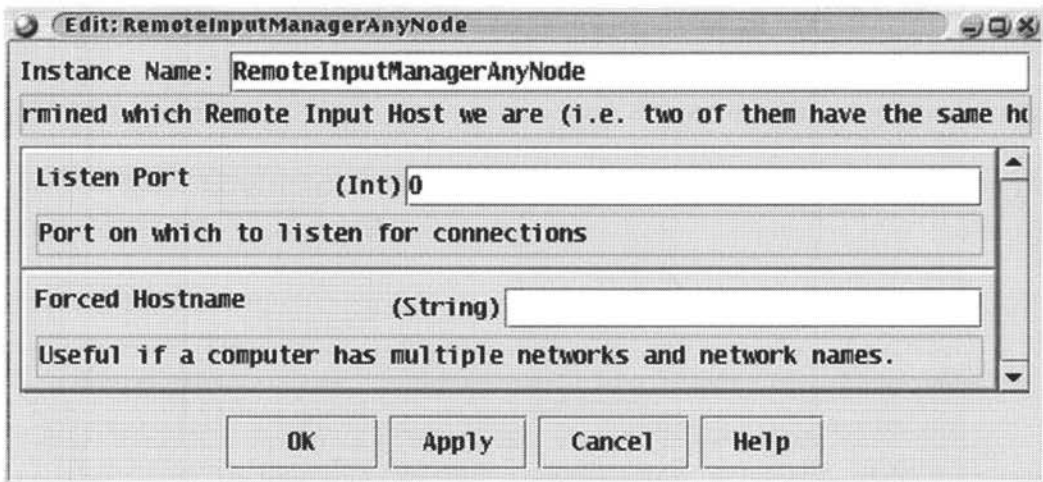 Edit: RemoteInputManagerAnyNode
Instance Name: RemoteInputManagerAnyNode
rmined which Remote Input Host we are (i.e. two of them have the same
Listen Port (Int) 0
Port on which to listen for connections
Forced Hostname (String)
Useful if a computer has multiple networks and network names.
OK Apply Cancel Help